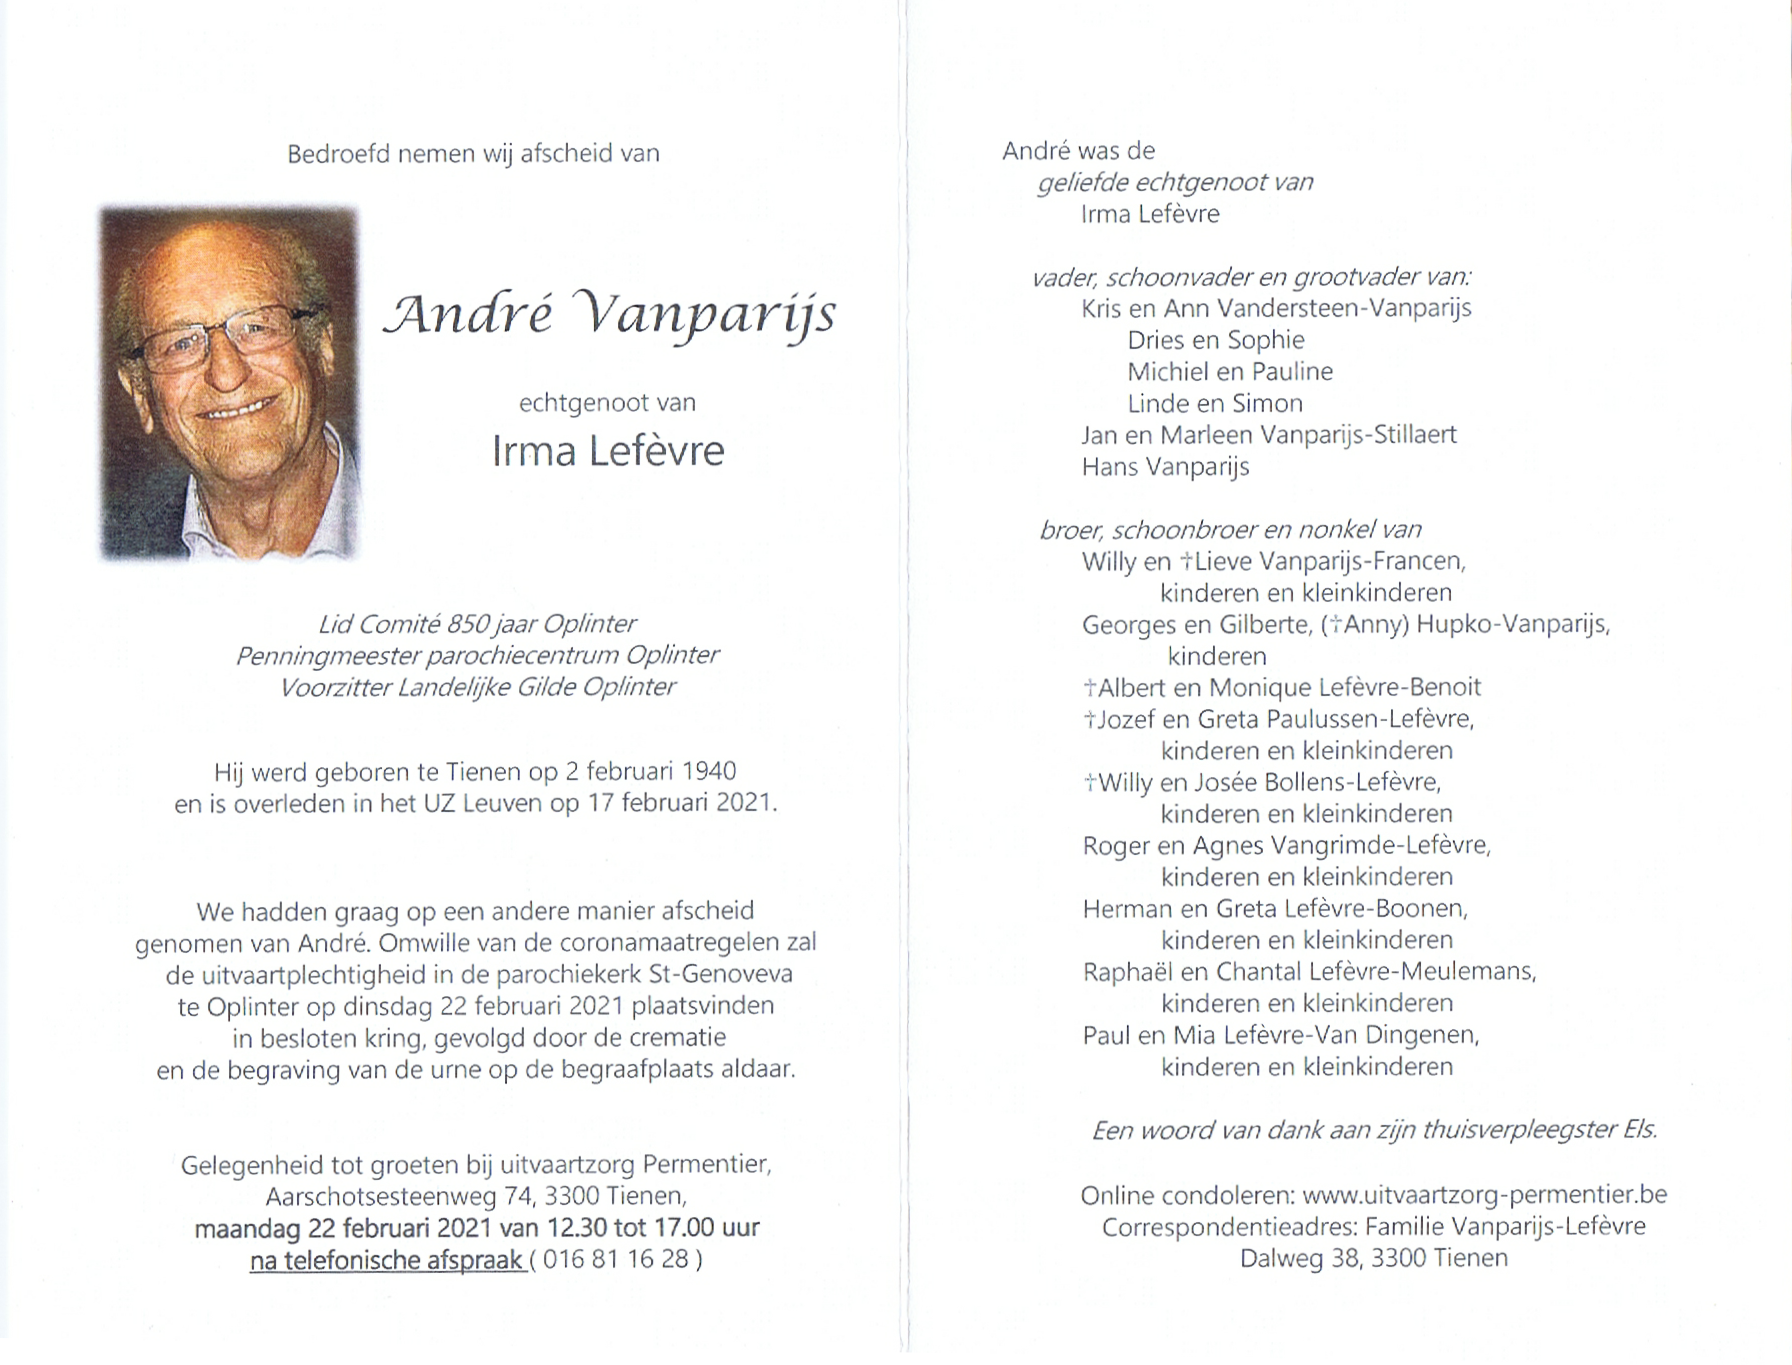 Bedroefd nemen wij afscheid van
André Vanparijs
echtgenoot van
Irma Lefèvre
Lid Comité 850 jaar Oplinter
Penningmeester parochiecentrum Oplinter
Voorzitter Landelijke Gilde Oplinter
Hij werd geboren te Tienen op 2 februari 1940
en is overleden in het UZ Leuven op 17 februari 2021.
We hadden graag op een andere manier afscheid
genomen van André. Omwille van de coronamaatregelen zal
de uitvaartplechtigheid in de parochiekerk St-Genoveva
te Oplinter op dinsdag 22 februari 2021 plaatsvinden
in besloten kring, gevolgd door de crematie
en de begraving van de urne op de begraafplaats aldaar.
Gelegenheid tot groeten bij uitvaartzorg Permentier,
Aarschotsesteenweg 74, 3300 Tienen,
maandag 22 februari 2021 van 12.30 tot 17.00 uur
na telefonische afspraak ( 016 81 16 28 )
André was de
geliefde echtgenoot van
Irma Lefèvre
vader, schoonvader en grootvader van:
Kris en Ann Vandersteen-Vanparijs
Dries en Sophie
Michiel en Pauline
Linde en Simon
Jan en Marleen Vanparijs-Stillaert
Hans Vanparijs
broer, schoonbroer en nonkel van
Willy en †Lieve Vanparijs-Francen,
kinderen en kleinkinderen
Georges en Gilberte, (†Anny) Hupko-Vanparijs,
kinderen
†Albert en Monique Lefèvre-Benoit
†Jozef en Greta Paulussen-Lefèvre,
kinderen en kleinkinderen
†Willy en Josée Bollens-Lefèvre,
kinderen en kleinkinderen
Roger en Agnes Vangrimde-Lefèvre,
kinderen en kleinkinderen
Herman en Greta Lefèvre-Boonen,
kinderen en kleinkinderen
Raphaël en Chantal Lefèvre-Meulemans,
kinderen en kleinkinderen
Paul en Mia Lefèvre-Van Dingenen,
kinderen en kleinkinderen
Een woord van dank aan zijn thuisverpleegster Els.
Online condoleren: www.uitvaartzorg-permentier.be
Correspondentieadres: Familie Vanparijs-Lefèvre
Dalweg 38, 3300 Tienen